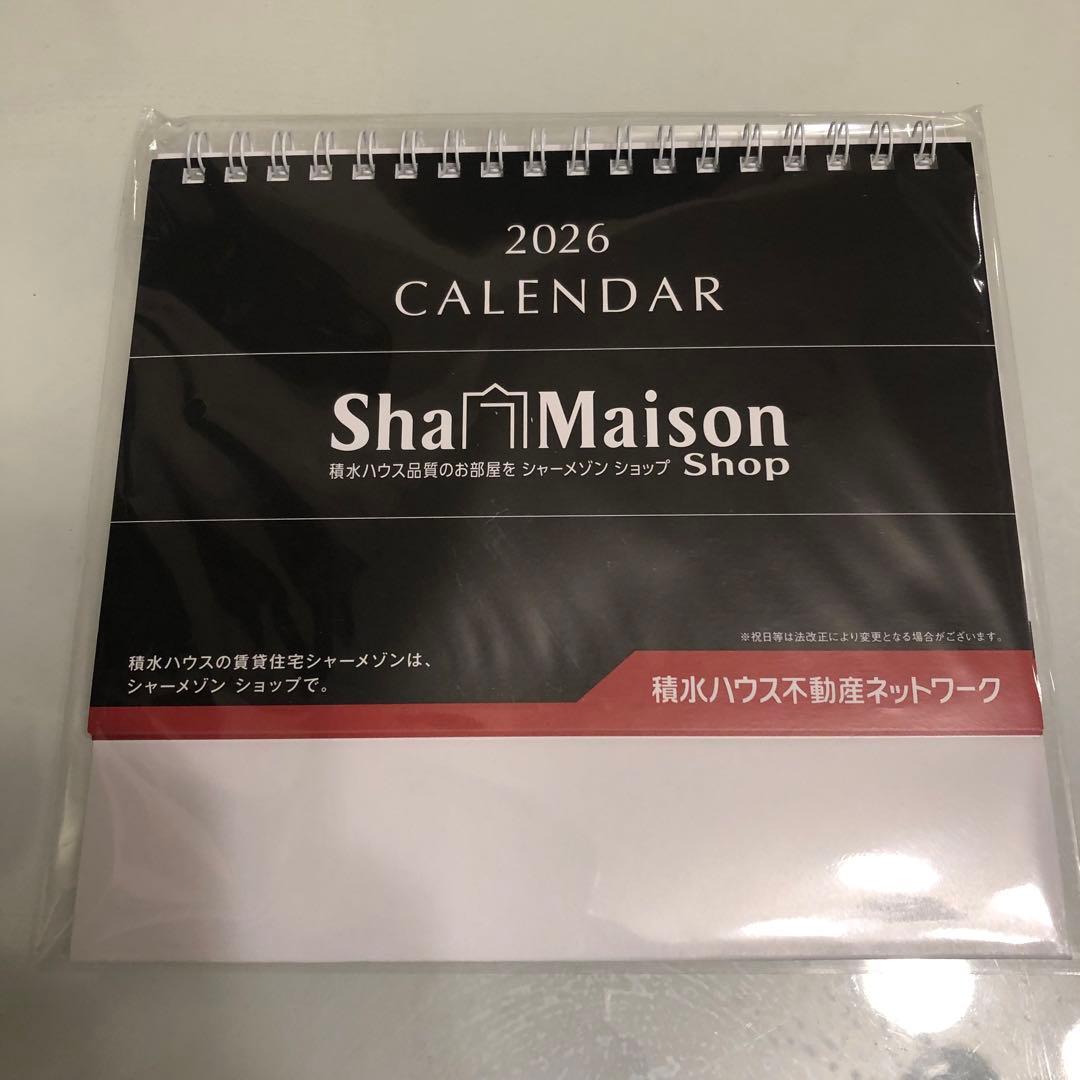 2026
CALENDAR
Sha Maison
積水ハウス品質のお部屋を シャーメゾン ショップ Shop
※祝日等は法改正により変更となる場合がございます。
積水ハウスの賃貸住宅シャーメゾンは、
シャーメゾン ショップで。
積水ハウス不動産ネットワーク